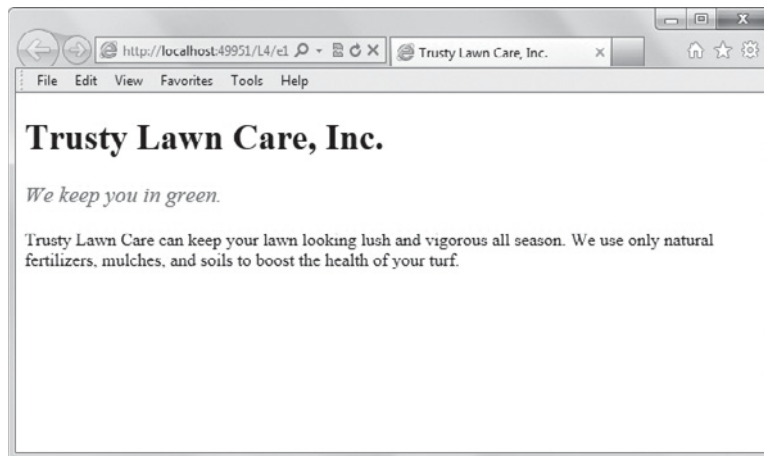 http://localhost:49951/L4/e1
Trusty Lawn Care, Inc.
File Edit View Favorites Tools Help
Trusty Lawn Care, Inc.
We keep you in green.
Trusty Lawn Care can keep your lawn looking lush and vigorous all season. We use only natural
fertilizers, mulches, and soils to boost the health of your turf.